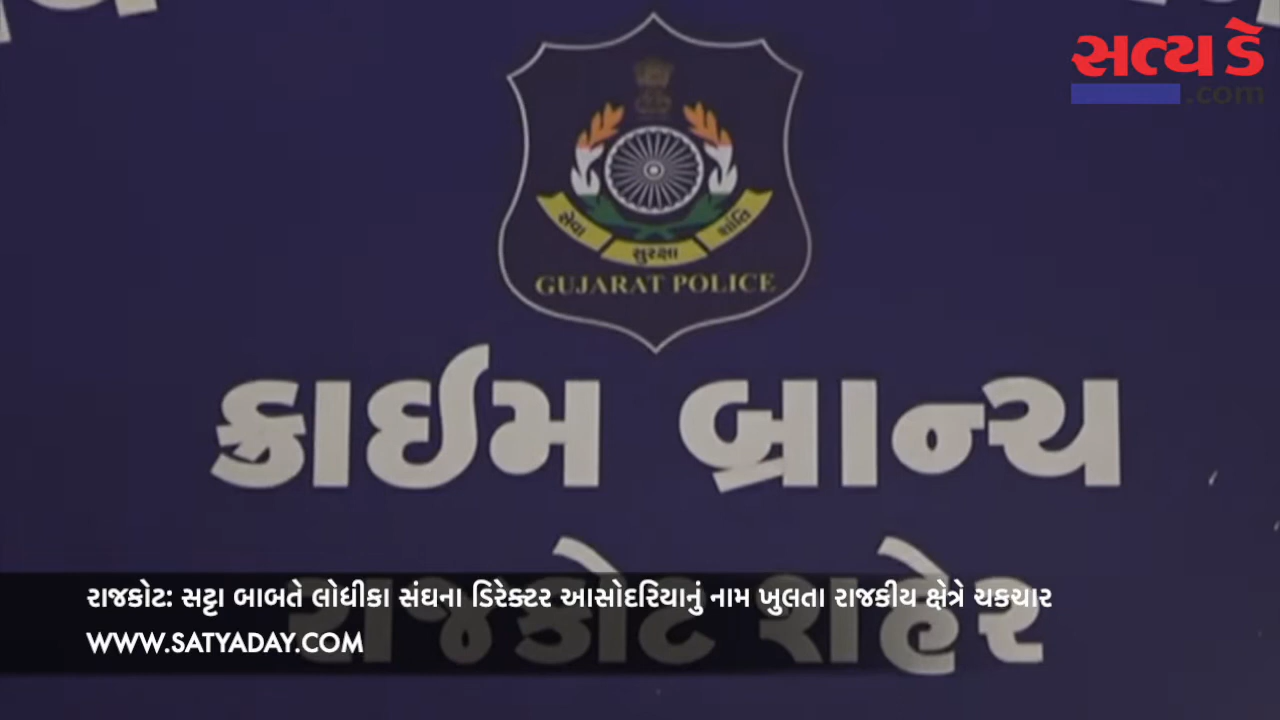 સત્ય ડે
.com
સેવા
સુરક્ષા
શાંતિ
GUJARAT POLICE
ક્રાઈમ બ્રાન્ચ
રાજકોટ શહેર
રાજકોટ: સટ્ટા બાબતે લોધીકા સંઘના ડિરેક્ટર આસોદરિયાનું નામ ખુલતા રાજકીય ક્ષેત્રે ચકચાર
WWW.SATYADAY.COM